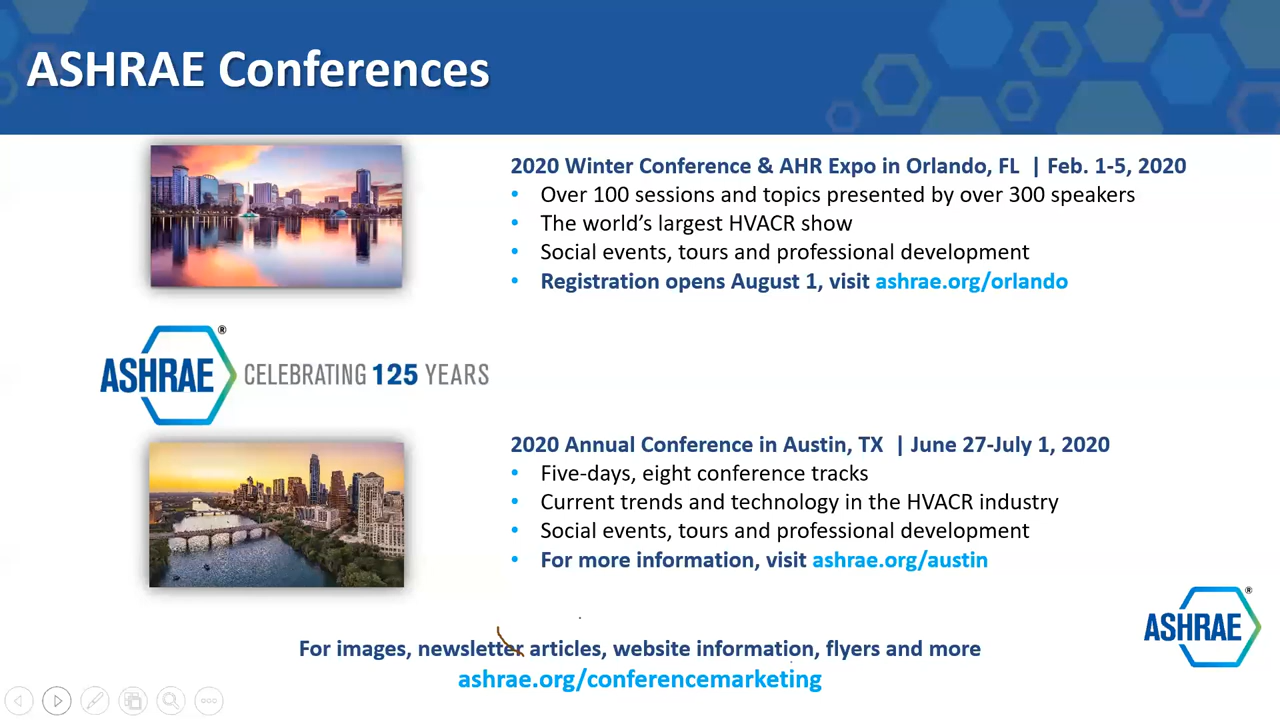 ASHRAE Conferences
2020 Winter Conference & AHR Expo in Orlando, FL | Feb. 1-5, 2020
• Over 100 sessions and topics presented by over 300 speakers
• The world's largest HVACR show
• Social events, tours and professional development
• Registration opens August 1, visit ashrae.org/orlando
ASHRAE® CELEBRATING 125 YEARS
2020 Annual Conference in Austin, TX | June 27-July 1, 2020
• Five-days, eight conference tracks
• Current trends and technology in the HVACR industry
• Social events, tours and professional development
• For more information, visit ashrae.org/austin
ASHRAE®
For images, newsletter articles, website information, flyers and more
ashrae.org/conferencemarketing